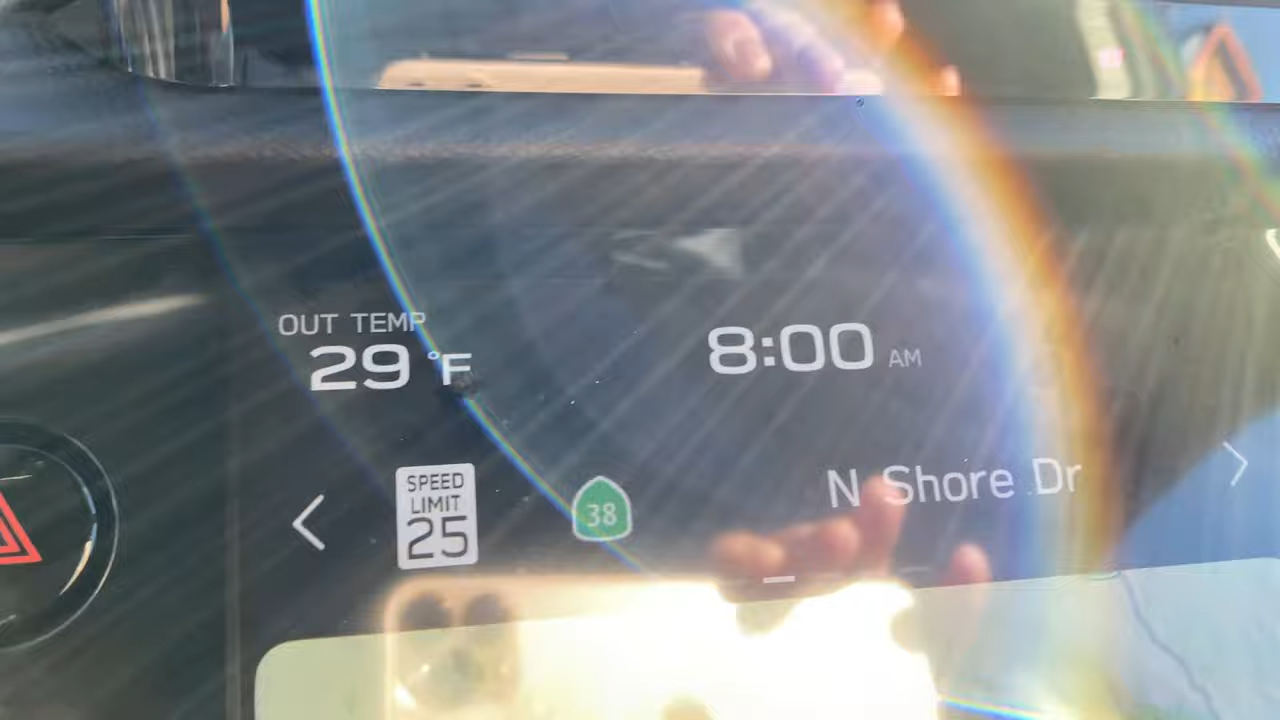 OUT TEMP
29 °F
8:00 AM
SPEED
LIMIT
25
38
N Shore Dr